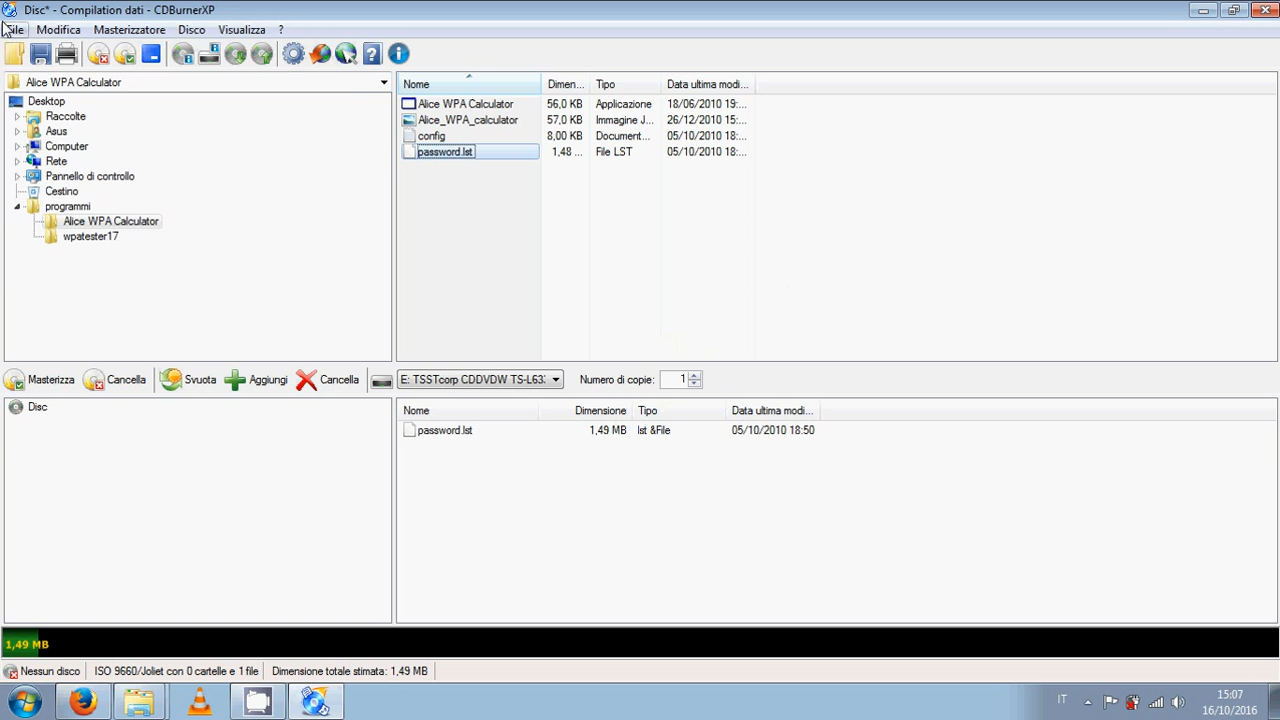 Disc* - Compilation dati - CDBurnerXP
File Modifica Masterizzatore Disco Visualizza ?
Alice WPA Calculator
Desktop
Raccolte
Asus
Computer
Rete
Pannello di controllo
Cestino
programmi
Alice WPA Calculator
wpatester17
Nome Dimen... Tipo Data ultima modi...
Alice WPA Calculator 56,0 KB Applicazione 18/06/2010 19:...
Alice_WPA_calculator 57,0 KB Immagine J... 26/12/2010 15:...
config 8,00 KB Document... 05/10/2010 18:...
password.lst 1,48 ... File LST 05/10/2010 18:...
Masterizza Cancella Svuota Aggiungi Cancella E: TSSTcorp CDDVDW TS-L63: Numero di copie: 1
Disc
Nome Dimensione Tipo Data ultima modi...
password.lst 1,49 MB lst &File 05/10/2010 18:50
1,49 MB
Nessun disco ISO 9660/Joliet con 0 cartelle e 1 file Dimensione totale stimata: 1,49 MB
IT 15:07
16/10/2016